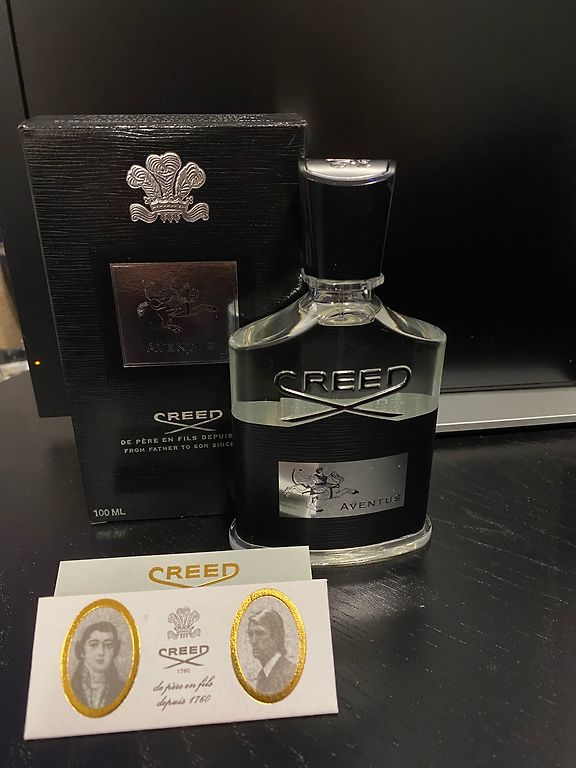 AVENTUS
CREED
DE PÈRE EN FILS DEPUIS
FROM FATHER TO SON SINCE
100 ML
CREED
AVENTUS
CREED
CREED
1760
de père en fils
depuis 1760